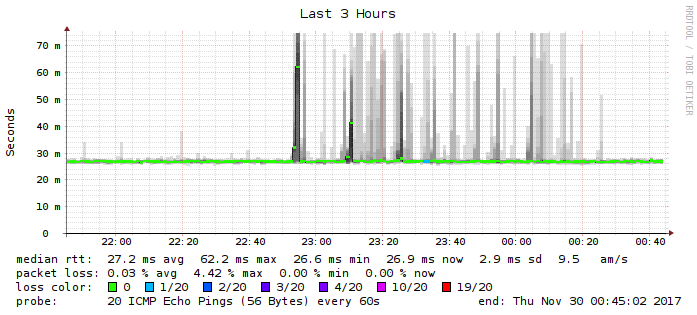 Last 3 Hours
RRDTOOL / TOBI OETIKER
Seconds
70 m
60 m
50 m
40 m
30 m
20 m
10 m
0
22:00 22:20 22:40 23:00 23:20 23:40 00:00 00:20 00:40
median rtt: 27.2 ms avg 62.2 ms max 26.6 ms min 26.9 ms now 2.9 ms sd 9.5 am/s
packet loss: 0.03 % avg 4.42 % max 0.00 % min 0.00 % now
loss color: 0 1/20 2/20 3/20 4/20 10/20 19/20
probe: 20 ICMP Echo Pings (56 Bytes) every 60s end: Thu Nov 30 00:45:02 2017